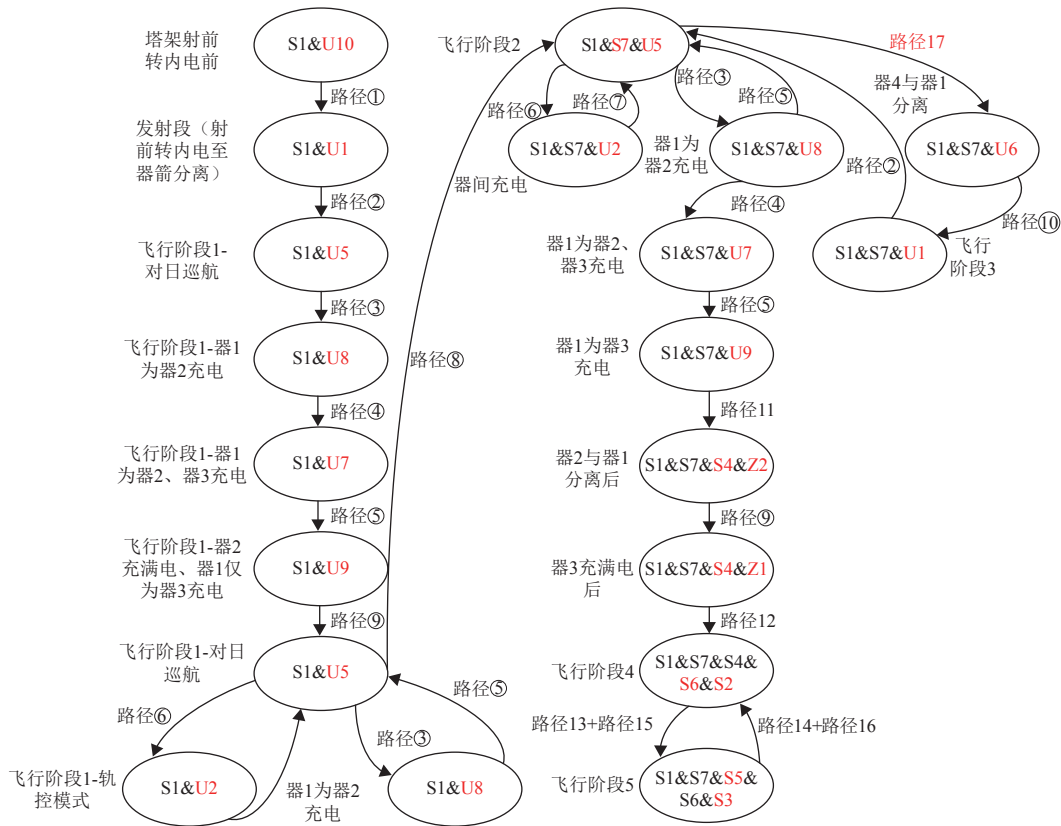 塔架射前
转内电前
S1&U10
路径①
发射段（射
前转内电至
器箭分离）
S1&U1
路径②
飞行阶段1-
对日巡航
S1&U5
路径③
飞行阶段1-器1
为器2充电
S1&U8
路径④
飞行阶段1-器1
为器2、器3充电
S1&U7
路径⑤
飞行阶段1-器2
充满电、器1仅
为器3充电
S1&U9
路径⑨
飞行阶段1-对日
巡航
S1&U5
路径⑥
路径③
路径⑤
飞行阶段1-轨
控模式
S1&U2
器1为器2
充电
S1&U8
路径⑧
飞行阶段2
S1&S7&U5
路径⑥
路径⑦
S1&S7&U2
器间充电
路径③
路径⑤
器1为
器2充电
S1&S7&U8
路径②
路径17
器4与器1
分离
S1&S7&U6
路径⑩
S1&S7&U1
飞行
阶段3
路径④
器1为器2、
器3充电
S1&S7&U7
路径⑤
器1为器3
充电
S1&S7&U9
路径11
器2与器1
分离后
S1&S7&S4&Z2
路径⑨
器3充满电
后
S1&S7&S4&Z1
路径12
飞行阶段4
S1&S7&S4&
S6&S2
路径13+路径15
路径14+路径16
飞行阶段5
S1&S7&S5&
S6&S3